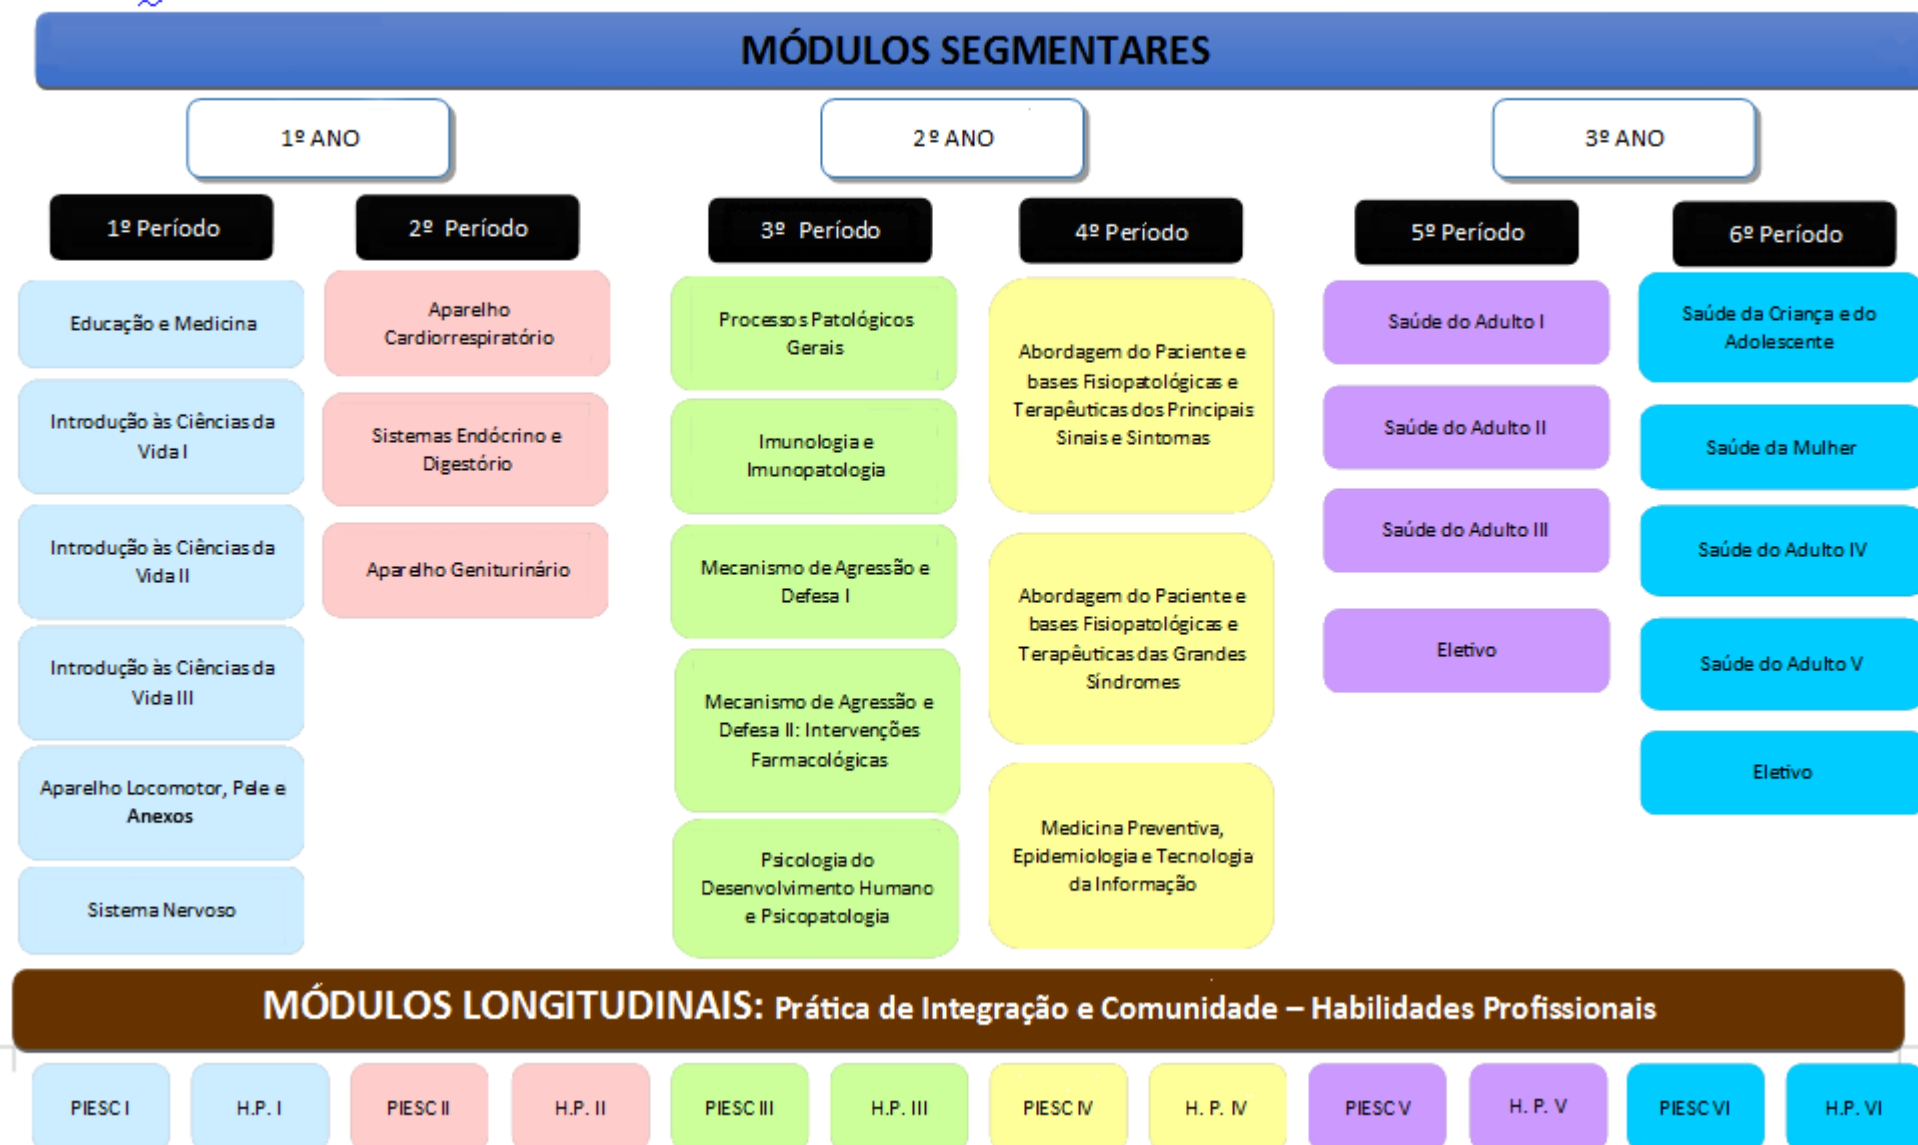 MÓDULOS SEGMENTARES
1º ANO
2º ANO
3º ANO
1º Período
2º Período
3º Período
4º Período
5º Período
6º Período
Educação e Medicina
Introdução às Ciências da
Vida I
Introdução às Ciências da
Vida II
Introdução às Ciências da
Vida III
Aparelho Locomotor, Pele e
Anexos
Sistema Nervoso
Aparelho
Cardiorrespiratório
Sistemas Endócrino e
Digestório
Aparelho Geniturinário
Processos Patológicos
Gerais
Imunologia e
Imunopatologia
Mecanismo de Agressão e
Defesa I
Mecanismo de Agressão e
Defesa II: Intervenções
Farmacológicas
Psicologia do
Desenvolvimento Humano
e Psicopatologia
Abordagem do Paciente e
bases Fisiopatológicas e
Terapêuticas dos Principais
Sinais e Sintomas
Abordagem do Paciente e
bases Fisiopatológicas e
Terapêuticas das Grandes
Síndromes
Medicina Preventiva,
Epidemiologia e Tecnologia
da Informação
Saúde do Adulto I
Saúde do Adulto II
Saúde do Adulto III
Eletivo
Saúde da Criança e do
Adolescente
Saúde da Mulher
Saúde do Adulto IV
Saúde do Adulto V
Eletivo
MÓDULOS LONGITUDINAIS: Prática de Integração e Comunidade – Habilidades Profissionais
PIESC I
H.P. I
PIESC II
H.P. II
PIESC III
H.P. III
PIESC IV
H. P. IV
PIESC V
H. P. V
PIESC VI
H.P. VI